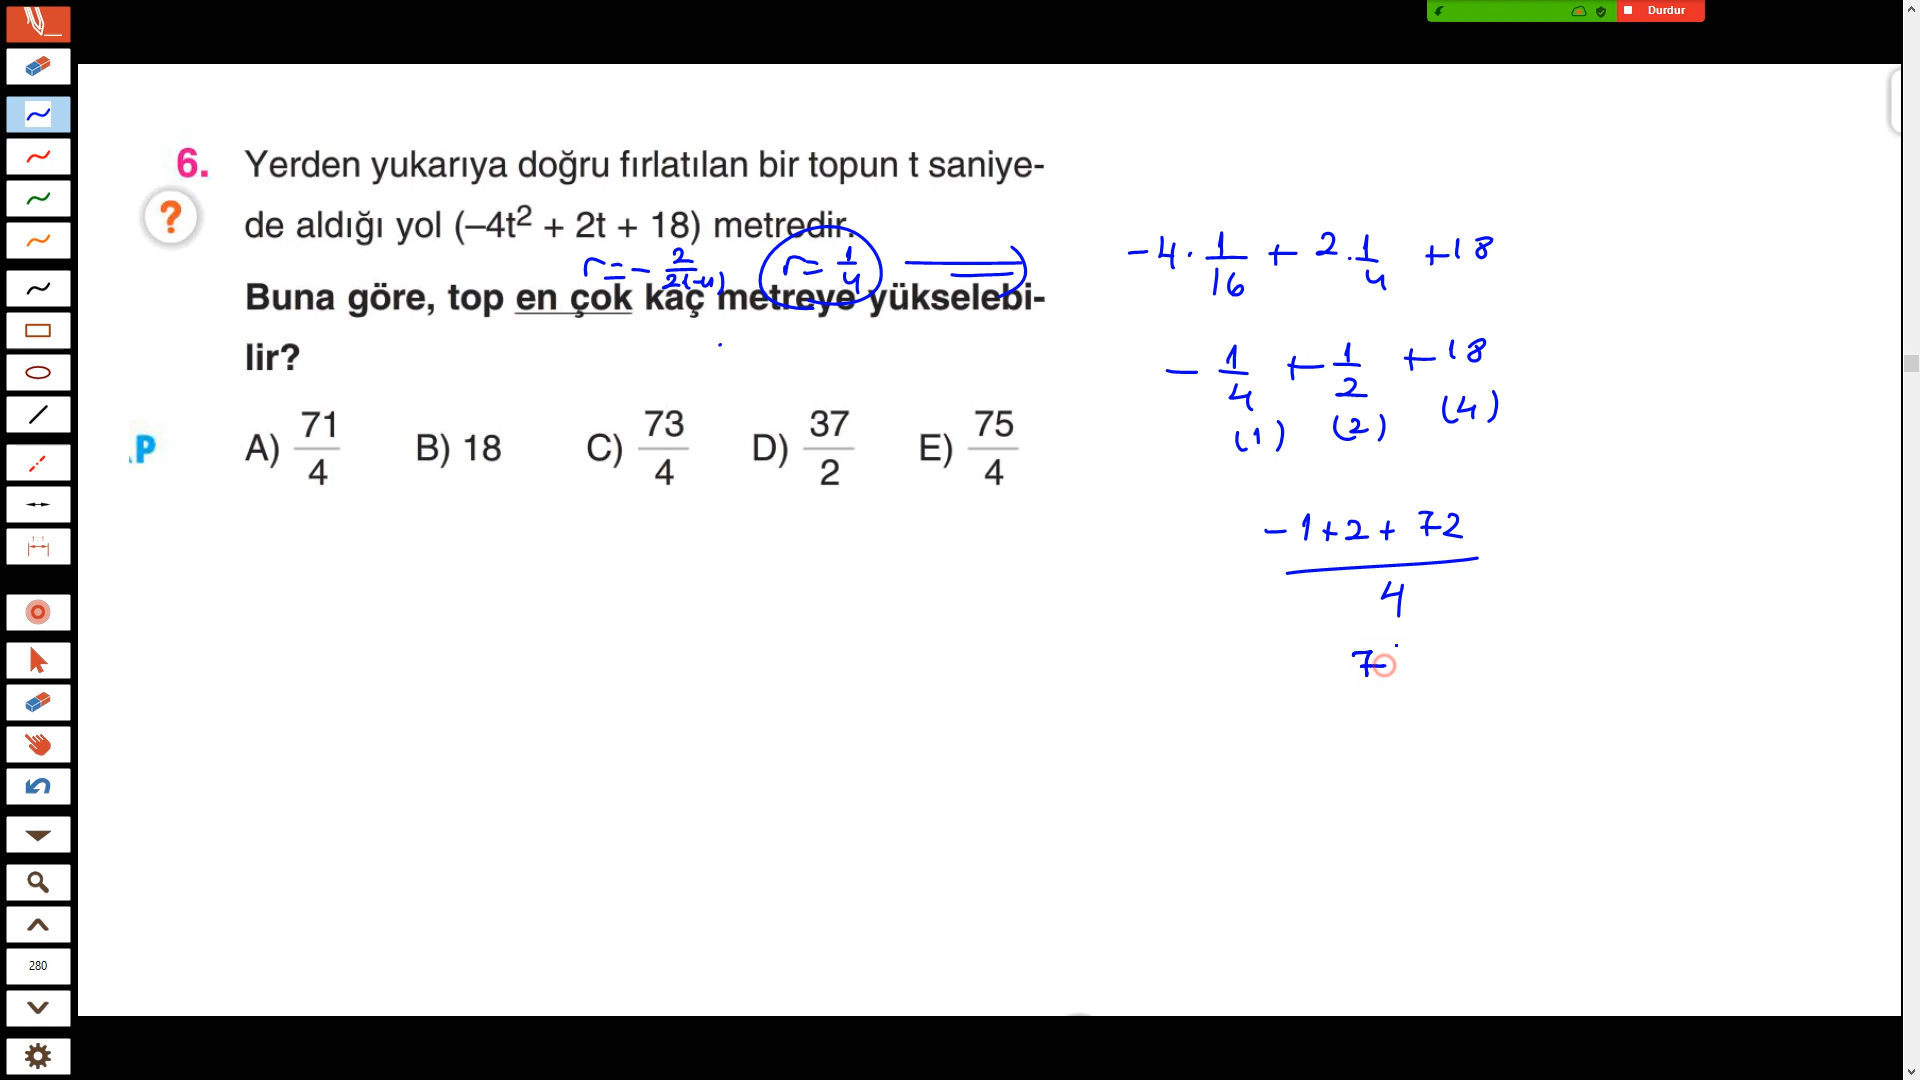 Durdur
6. Yerden yukarıya doğru fırlatılan bir topun t saniye-
? de aldığı yol (–4t² + 2t + 18) metredir.
r = - 2/2(-4) r = 1/4
Buna göre, top en çok kaç metreye yükselebi-
lir?
P A) 71/4 B) 18 C) 73/4 D) 37/2 E) 75/4
-4 · 1/16 + 2 · 1/4 + 18
- 1/4 + 1/2 + 18
(1) (2) (4)
-1 + 2 + 72
4
7
1:1
280